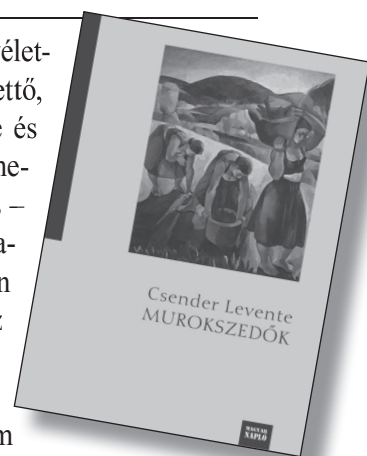 élet-
ettő,
e és
ne-
–
a-
n
z
m
Csender Levente
MUROKSZEDŐK
MAGYAR
NAPLÓ